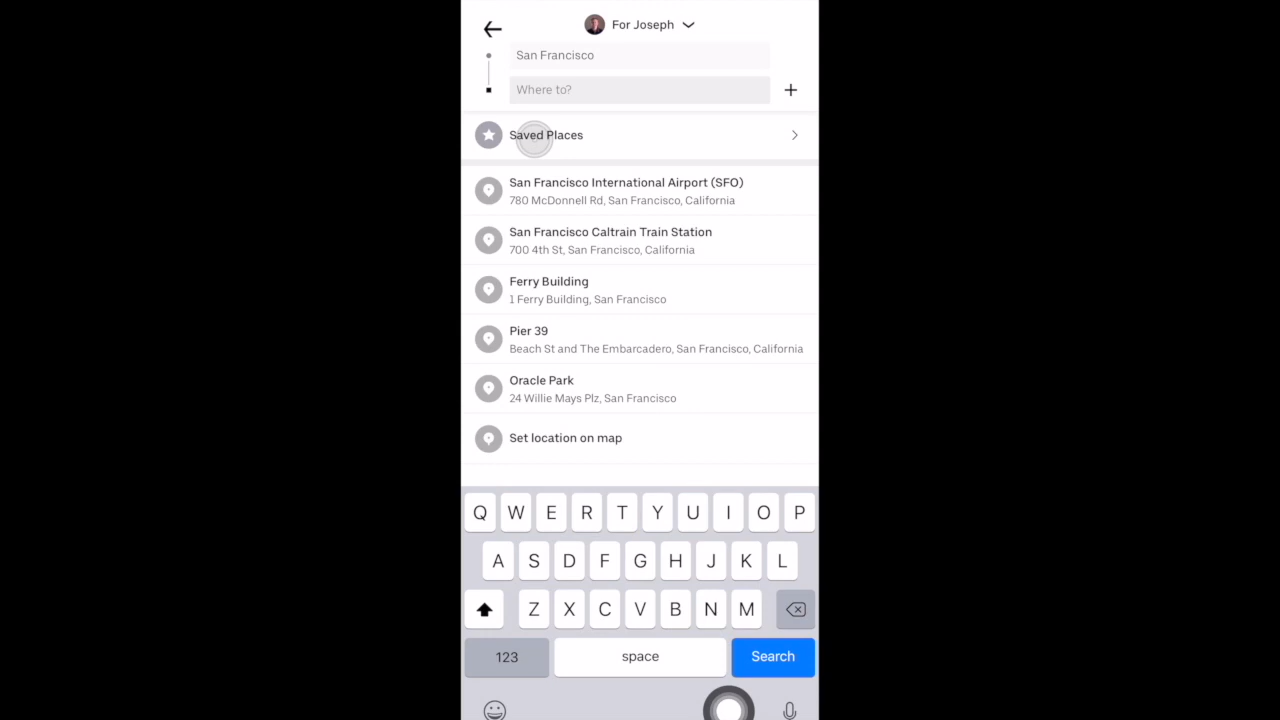 For Joseph
San Francisco
Where to?
Saved Places
San Francisco International Airport (SFO)
780 McDonnell Rd, San Francisco, California
San Francisco Caltrain Train Station
700 4th St, San Francisco, California
Ferry Building
1 Ferry Building, San Francisco
Pier 39
Beach St and The Embarcadero, San Francisco, California
Oracle Park
24 Willie Mays Plz, San Francisco
Set location on map
Q W E R T Y U I O P
A S D F G H J K L
Z X C V B N M
123 space Search